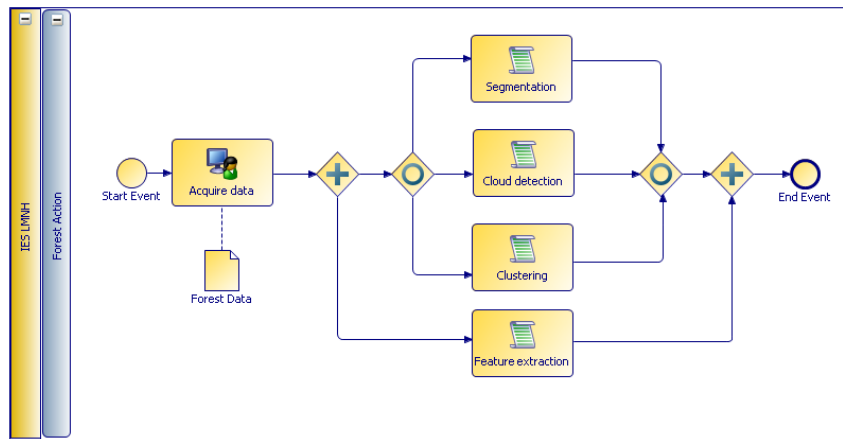 IES LMNH
Forest Action
Start Event
Acquire data
Forest Data
Segmentation
Cloud detection
Clustering
Feature extraction
End Event